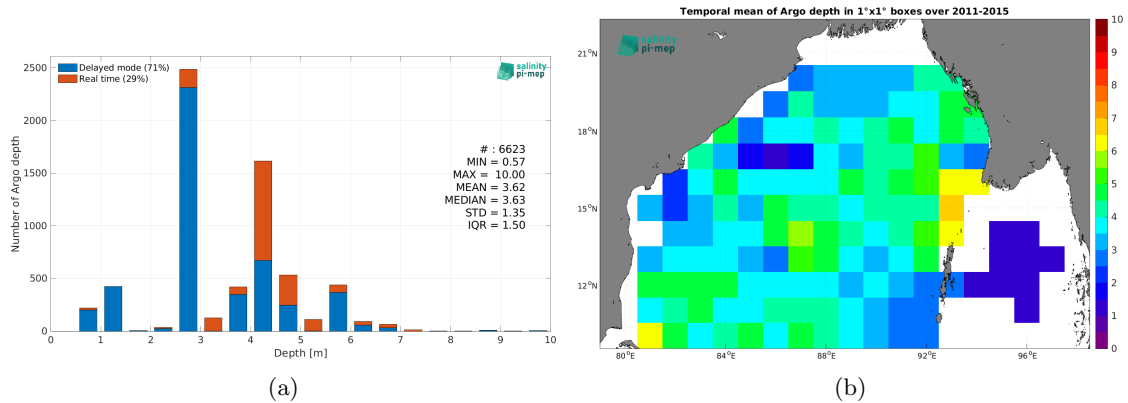 Temporal mean of Argo depth in 1°x1° boxes over 2011-2015
Delayed mode (71%)
Real time (29%)
salinity
pi-mep
# : 6623
MIN = 0.57
MAX = 10.00
MEAN = 3.62
MEDIAN = 3.63
STD = 1.35
IQR = 1.50
Number of Argo depth
2500
2000
1500
1000
500
0
0 1 2 3 4 5 6 7 8 9 10
Depth [m]
(a)
salinity
pi-mep
21°N
18°N
15°N
12°N
80°E 84°E 88°E 92°E 96°E
10
9
8
7
6
5
4
3
2
1
0
(b)